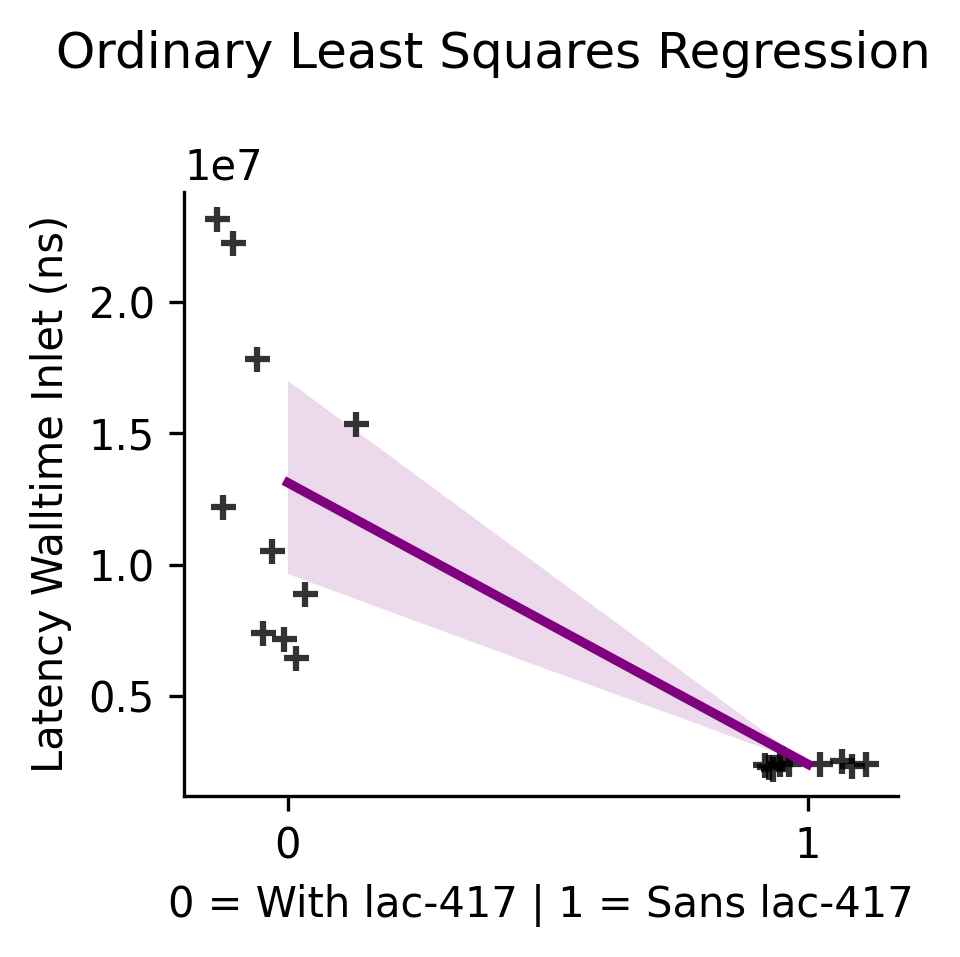 Ordinary Least Squares Regression
1e7
Latency Walltime Inlet (ns)
2.0
1.5
1.0
0.5
0
1
0 = With lac-417 | 1 = Sans lac-417